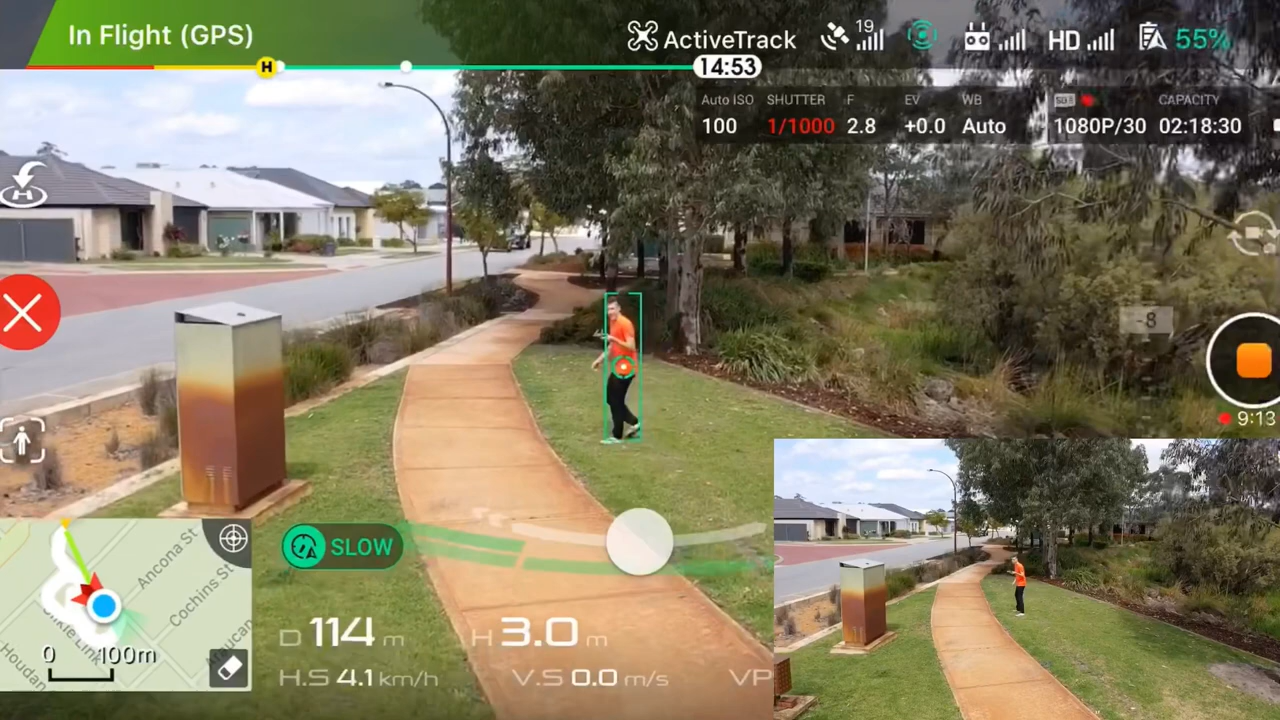 In Flight (GPS)
ActiveTrack
19
HD
55%
H
14:53
Auto ISO SHUTTER F EV WB CAPACITY
100 1/1000 2.8 +0.0 Auto 1080P/30 02:18:30
-8
9:13
SLOW
D 114 m H 3.0 m
H.S 4.1 km/h V.S 0.0 m/s VP
Ancona St
Cochins St
Houdan
0 100m